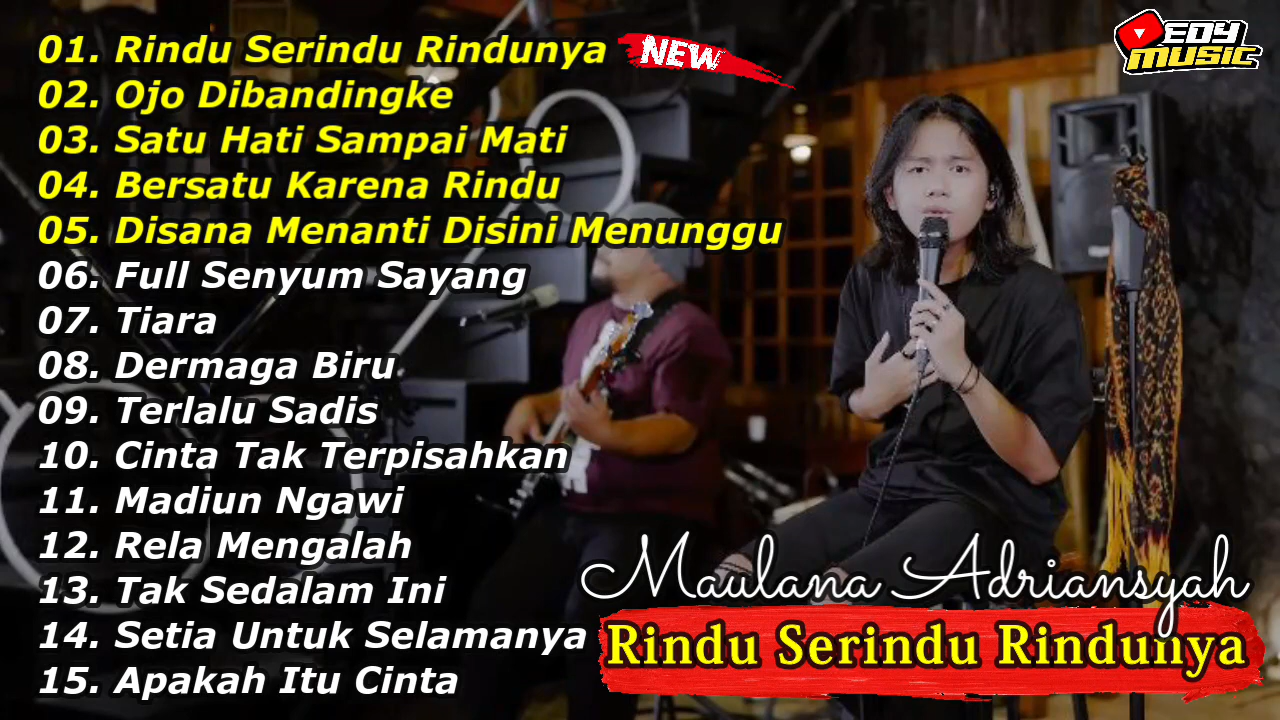 01. Rindu Serindu Rindunya NEW
02. Ojo Dibandingke
03. Satu Hati Sampai Mati
04. Bersatu Karena Rindu
05. Disana Menanti Disini Menunggu
06. Full Senyum Sayang
07. Tiara
08. Dermaga Biru
09. Terlalu Sadis
10. Cinta Tak Terpisahkan
11. Madiun Ngawi
12. Rela Mengalah
13. Tak Sedalam Ini
14. Setia Untuk Selamanya
15. Apakah Itu Cinta
EDY
MUSIC
Maulana Adriansyah
Rindu Serindu Rindunya